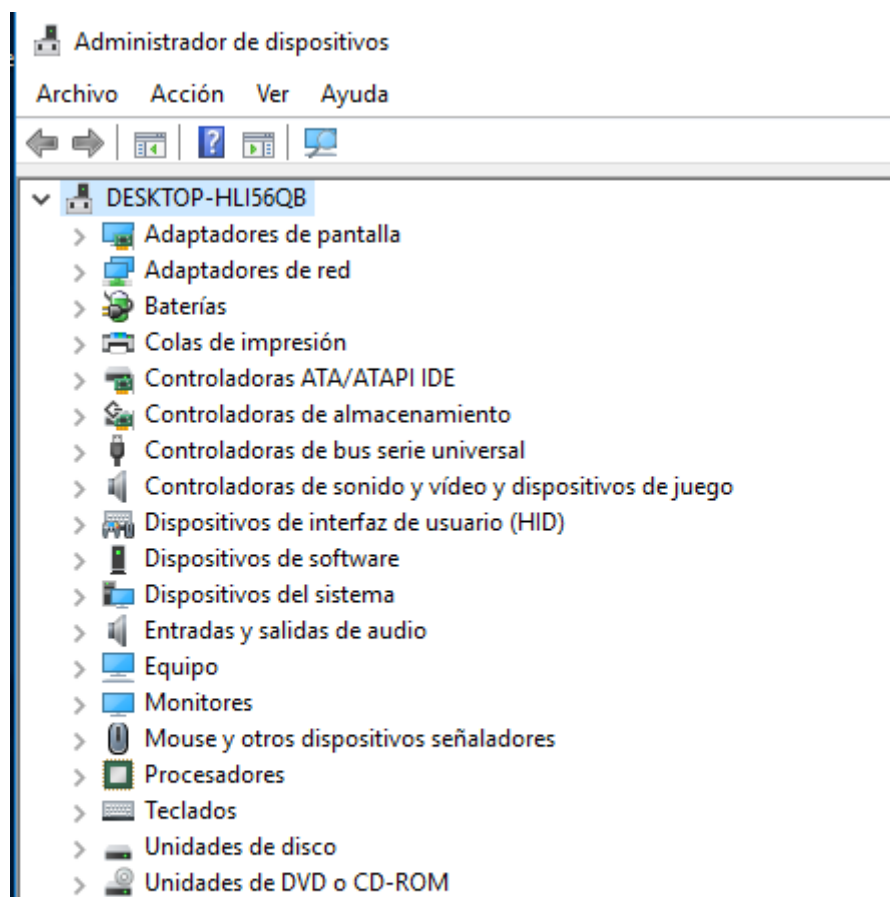 Administrador de dispositivos
Archivo Acción Ver Ayuda
DESKTOP-HLI56QB
Adaptadores de pantalla
Adaptadores de red
Baterías
Colas de impresión
Controladoras ATA/ATAPI IDE
Controladoras de almacenamiento
Controladoras de bus serie universal
Controladoras de sonido y vídeo y dispositivos de juego
Dispositivos de interfaz de usuario (HID)
Dispositivos de software
Dispositivos del sistema
Entradas y salidas de audio
Equipo
Monitores
Mouse y otros dispositivos señaladores
Procesadores
Teclados
Unidades de disco
Unidades de DVD o CD-ROM